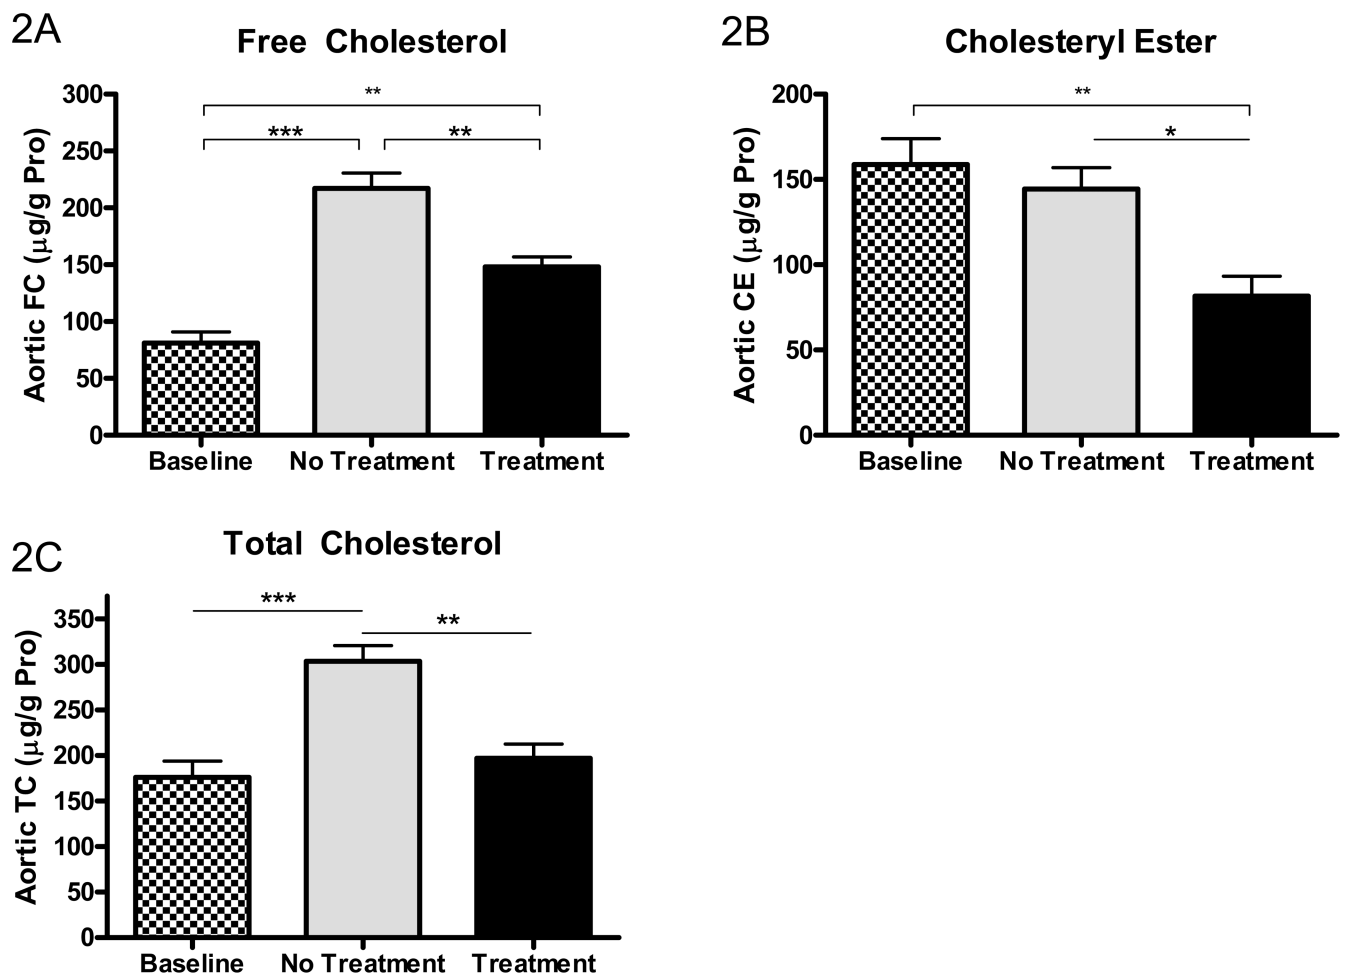 2A
Free Cholesterol
Aortic FC (μg/g Pro)
300
250
200
150
100
50
0
**
***
**
Baseline
No Treatment
Treatment
2B
Cholesteryl Ester
Aortic CE (μg/g Pro)
200
150
100
50
0
**
*
Baseline
No Treatment
Treatment
2C
Total Cholesterol
Aortic TC (μg/g Pro)
350
300
250
200
150
100
50
0
***
**
Baseline
No Treatment
Treatment